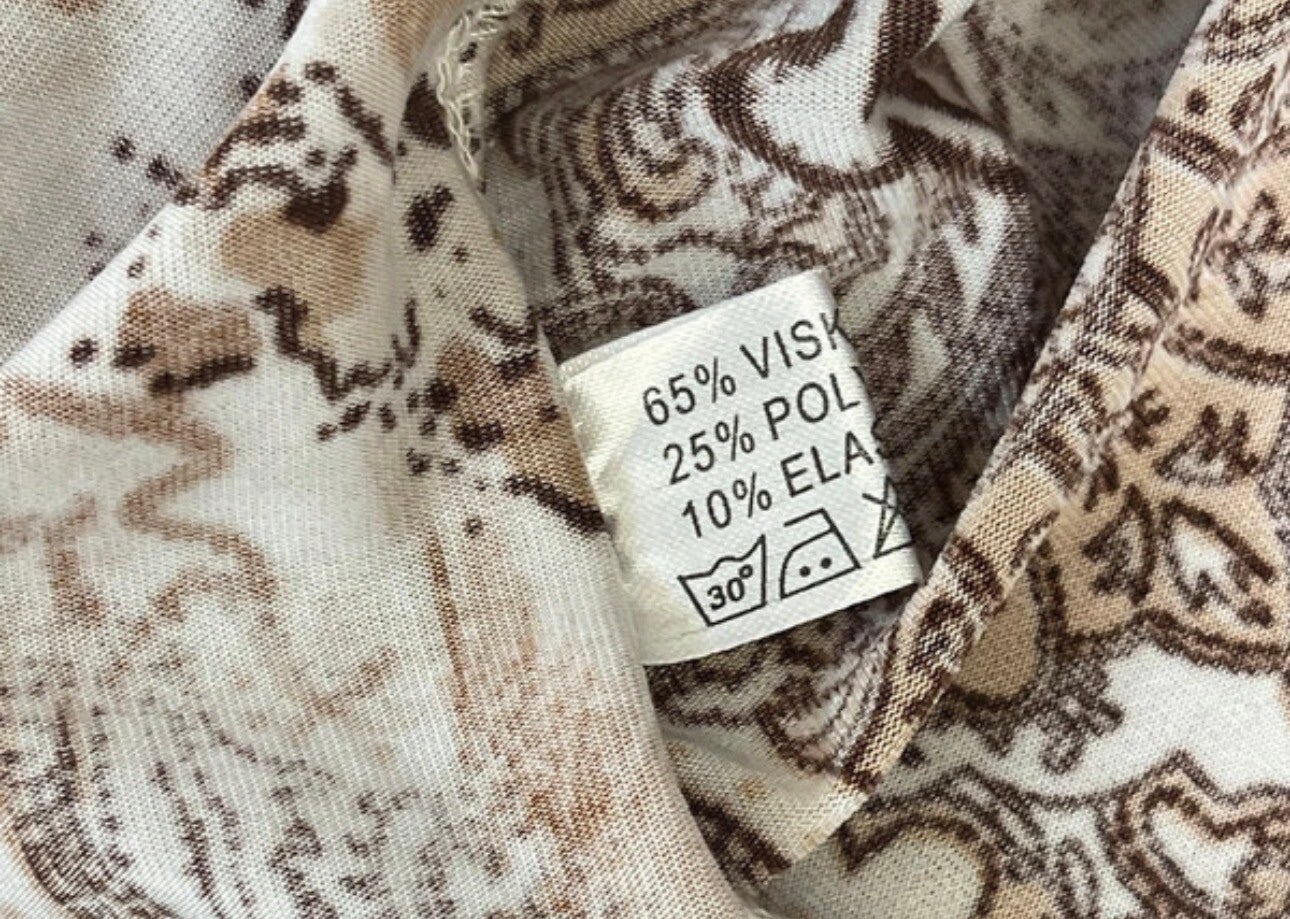 65% VISK
25% POLY
10% ELAS
30°